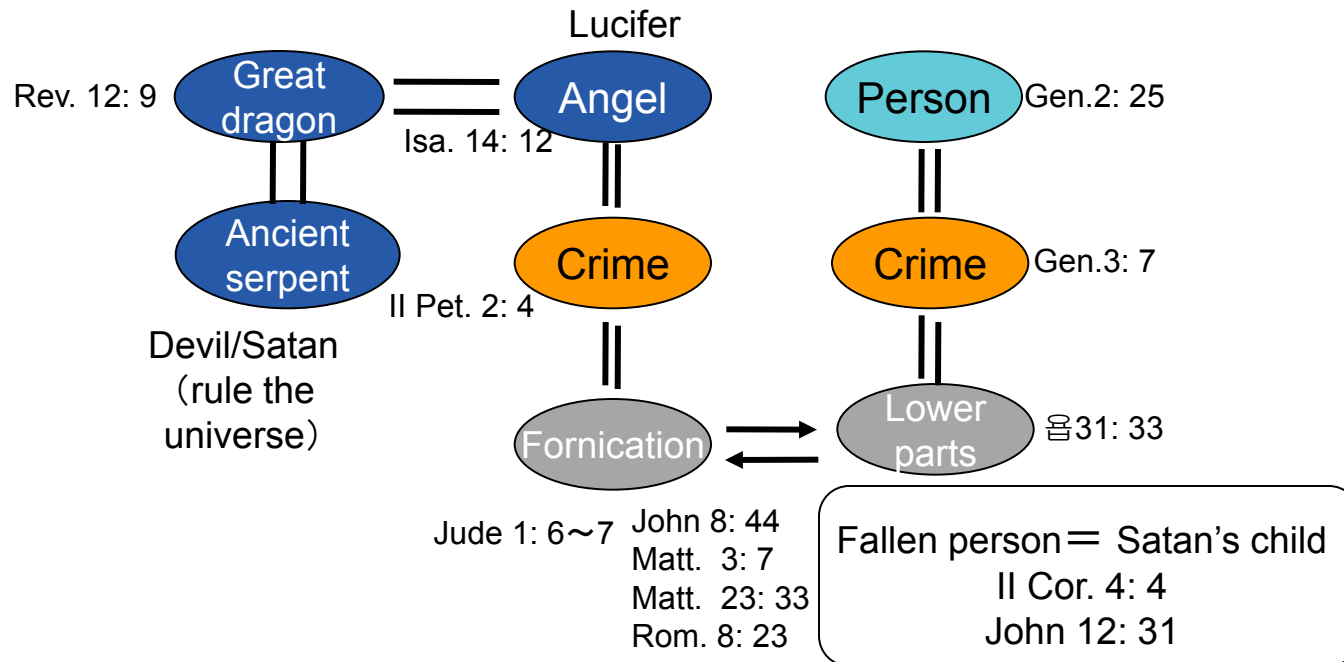 Lucifer
Rev. 12: 9
Great
dragon
Angel
Isa. 14: 12
Person
Gen.2: 25
Ancient
serpent
Crime
II Pet. 2: 4
Crime
Gen.3: 7
Devil/Satan
（rule the
universe）
Fornication
Lower
parts
욥31: 33
Jude 1: 6～7
John 8: 44
Matt. 3: 7
Matt. 23: 33
Rom. 8: 23
Fallen person＝ Satan's child
II Cor. 4: 4
John 12: 31